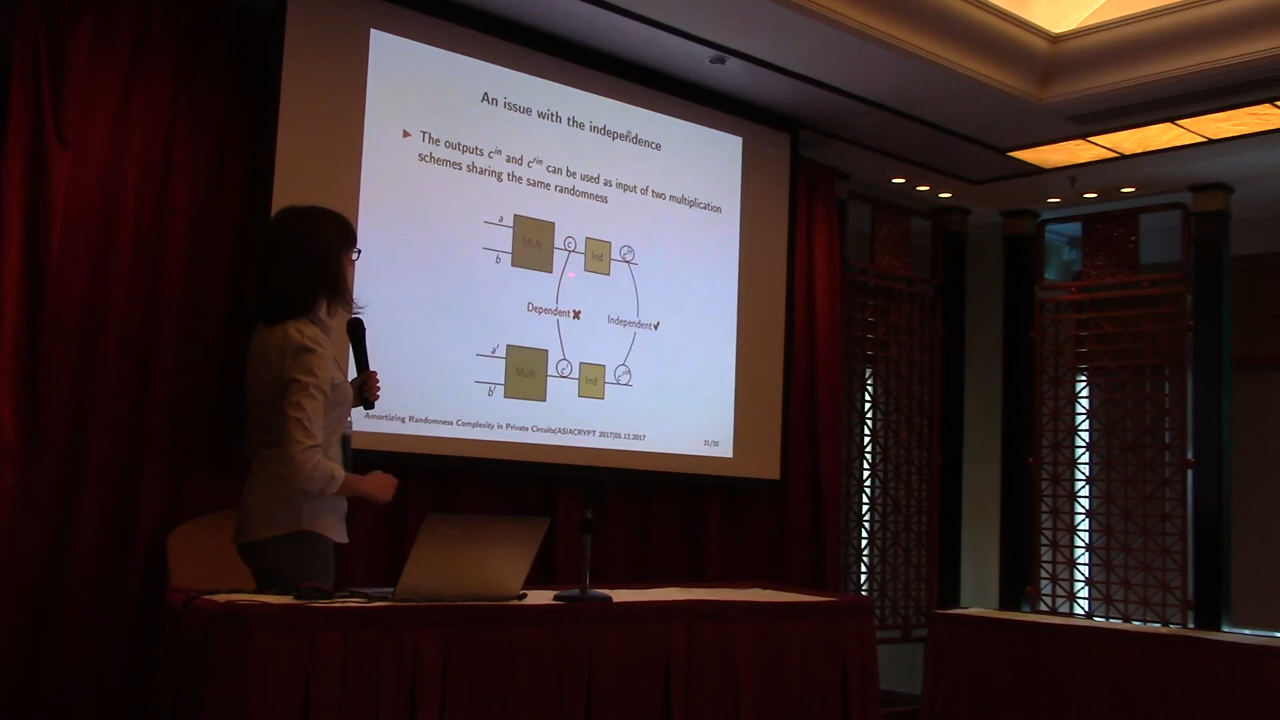 An issue with the independence
The outputs cⁱⁿ and c'ⁱⁿ can be used as input of two multiplication
schemes sharing the same randomness
a
b
Mult
c
Ind
cⁱⁿ
Dependent ✖
Independent ✓
a'
b'
Mult
c'
Ind
c'ⁱⁿ
Amortizing Randomness Complexity in Private Circuits|ASIACRYPT 2017|05.12.2017
21/32